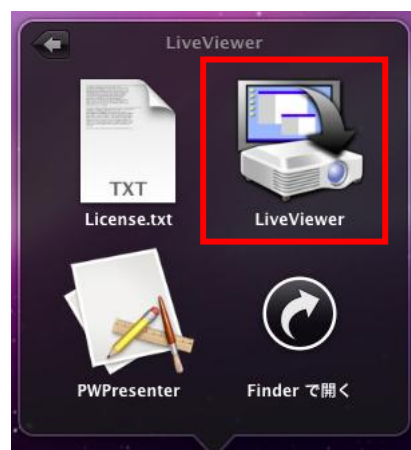 LiveViewer
TXT
License.txt
LiveViewer
PWPresenter
Finder で開く